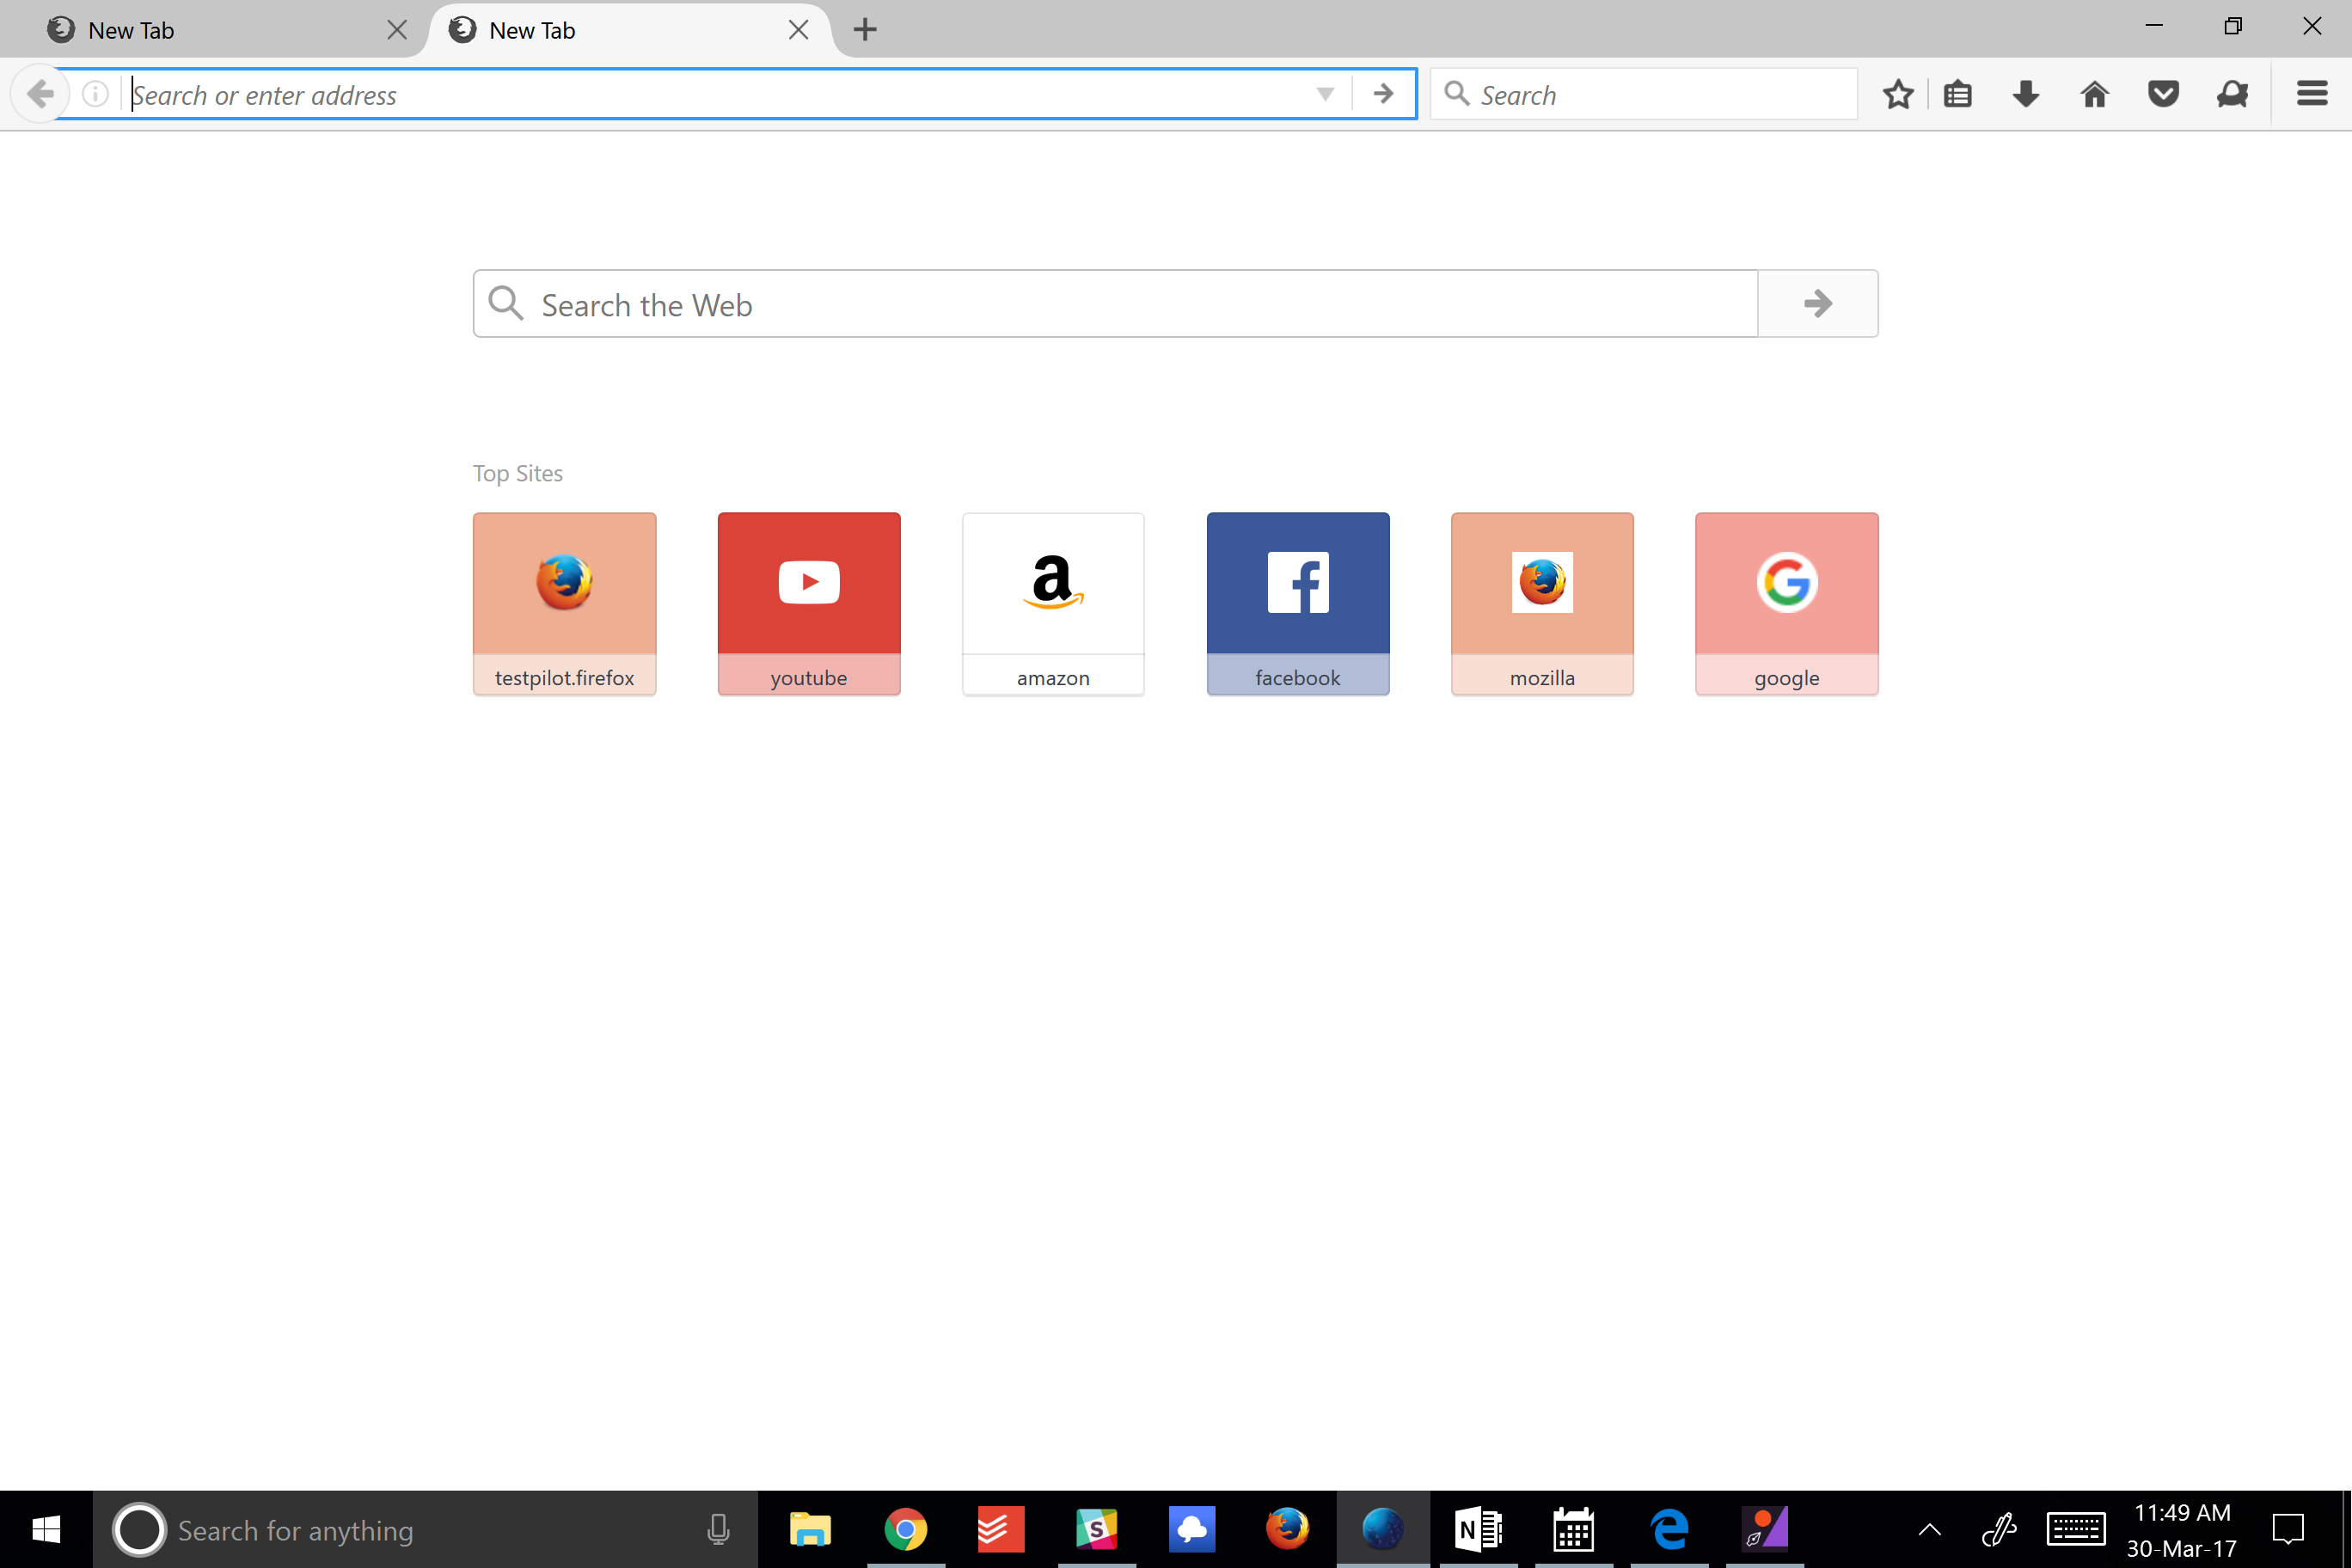 New Tab
New Tab
Search or enter address
Search
Search the Web
Top Sites
testpilot.firefox
youtube
amazon
facebook
mozilla
google
Search for anything
11:49 AM
30-Mar-17